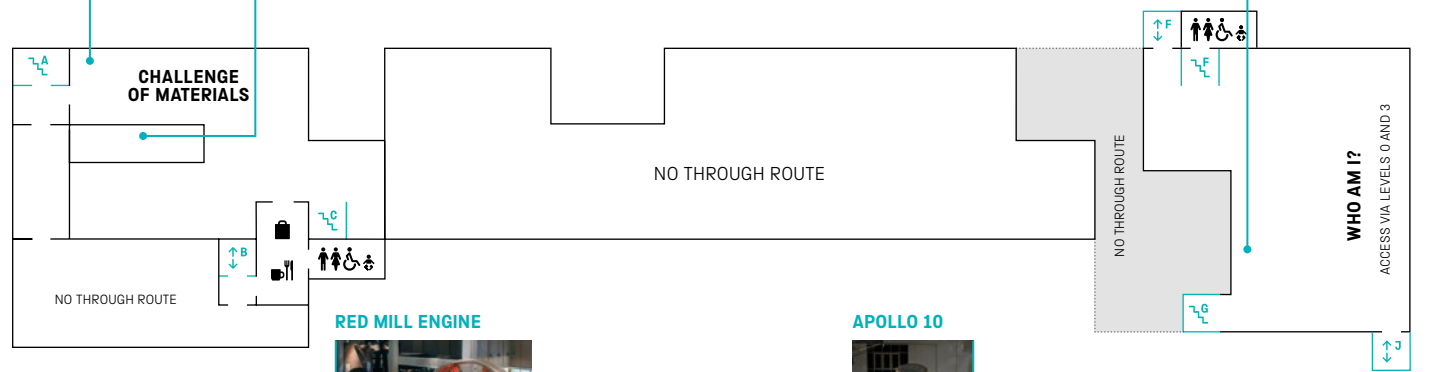 F
A
F
CHALLENGE
OF MATERIALS
NO THROUGH ROUTE
NO THROUGH ROUTE
WHO AM I?
ACCESS VIA LEVELS 0 AND 3
C
B
NO THROUGH ROUTE
G
RED MILL ENGINE
APOLLO 10
J